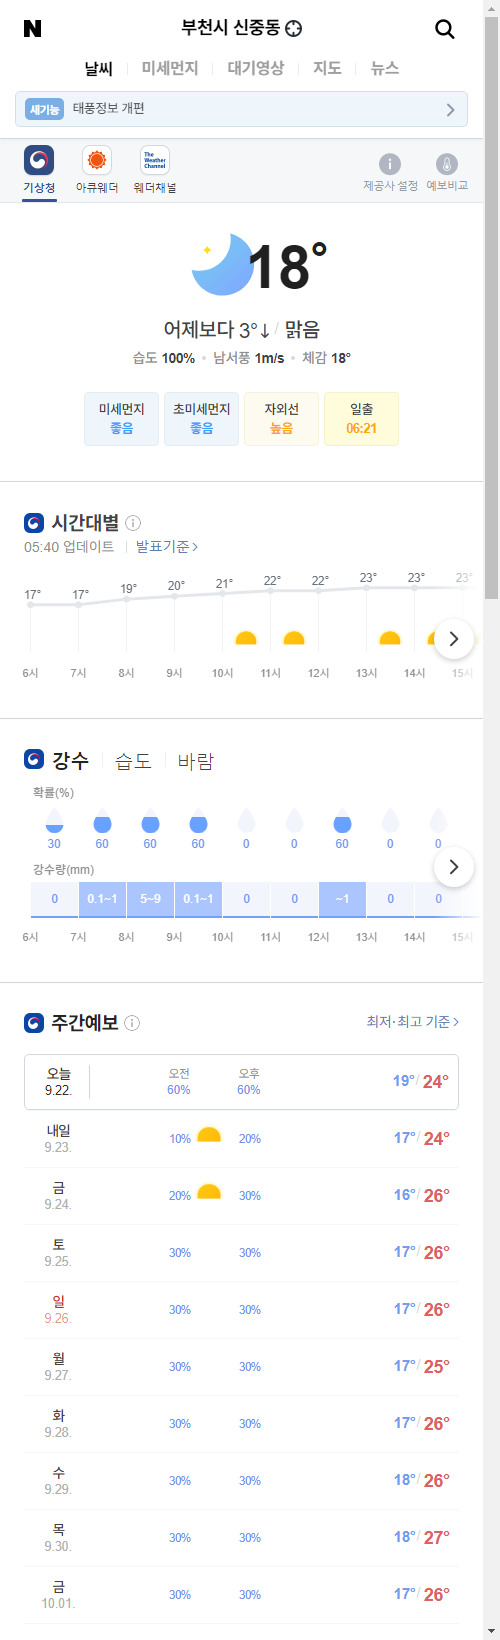 N 부천시 신중동
날씨 미세먼지 대기영상 지도 뉴스
새기능 태풍정보 개편
The Weather Channel
기상청 아큐웨더 웨더채널 제공사 설정 예보비교
18°
어제보다 3°↓ / 맑음
습도 100% • 남서풍 1m/s • 체감 18°
미세먼지 초미세먼지 자외선 일출
좋음 좋음 높음 06:21
시간대별
05:40 업데이트 발표기준 >
17° 17° 19° 20° 21° 22° 22° 23° 23° 23°
6시 7시 8시 9시 10시 11시 12시 13시 14시 15시
강수 습도 바람
확률(%)
30 60 60 60 0 0 60 0 0
강수량(mm)
0 0.1~1 5~9 0.1~1 0 0 ~1 0 0
6시 7시 8시 9시 10시 11시 12시 13시 14시 15시
주간예보 최저·최고 기준 >
오늘 오전 오후
9.22. 60% 60% 19°/ 24°
내일
9.23. 10% 20% 17°/ 24°
금
9.24. 20% 30% 16°/ 26°
토
9.25. 30% 30% 17°/ 26°
일
9.26. 30% 30% 17°/ 26°
월
9.27. 30% 30% 17°/ 25°
화
9.28. 30% 30% 17°/ 26°
수
9.29. 30% 30% 18°/ 26°
목
9.30. 30% 30% 18°/ 27°
금
10.01. 30% 30% 17°/ 26°